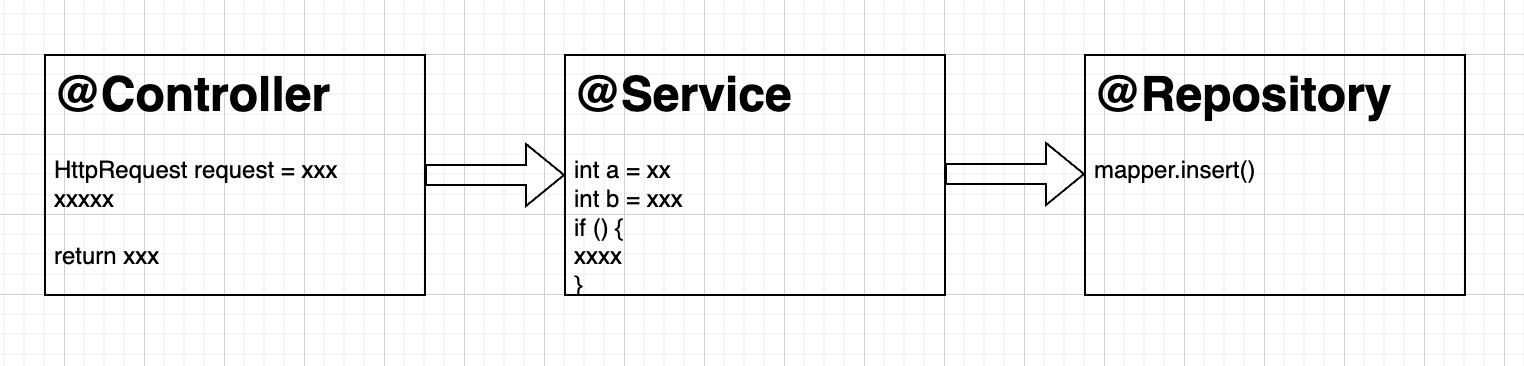 @Controller
HttpRequest request = xxx
xxxxx
return xxx
@Service
int a = xx
int b = xxx
if () {
xxxx
}
@Repository
mapper.insert()